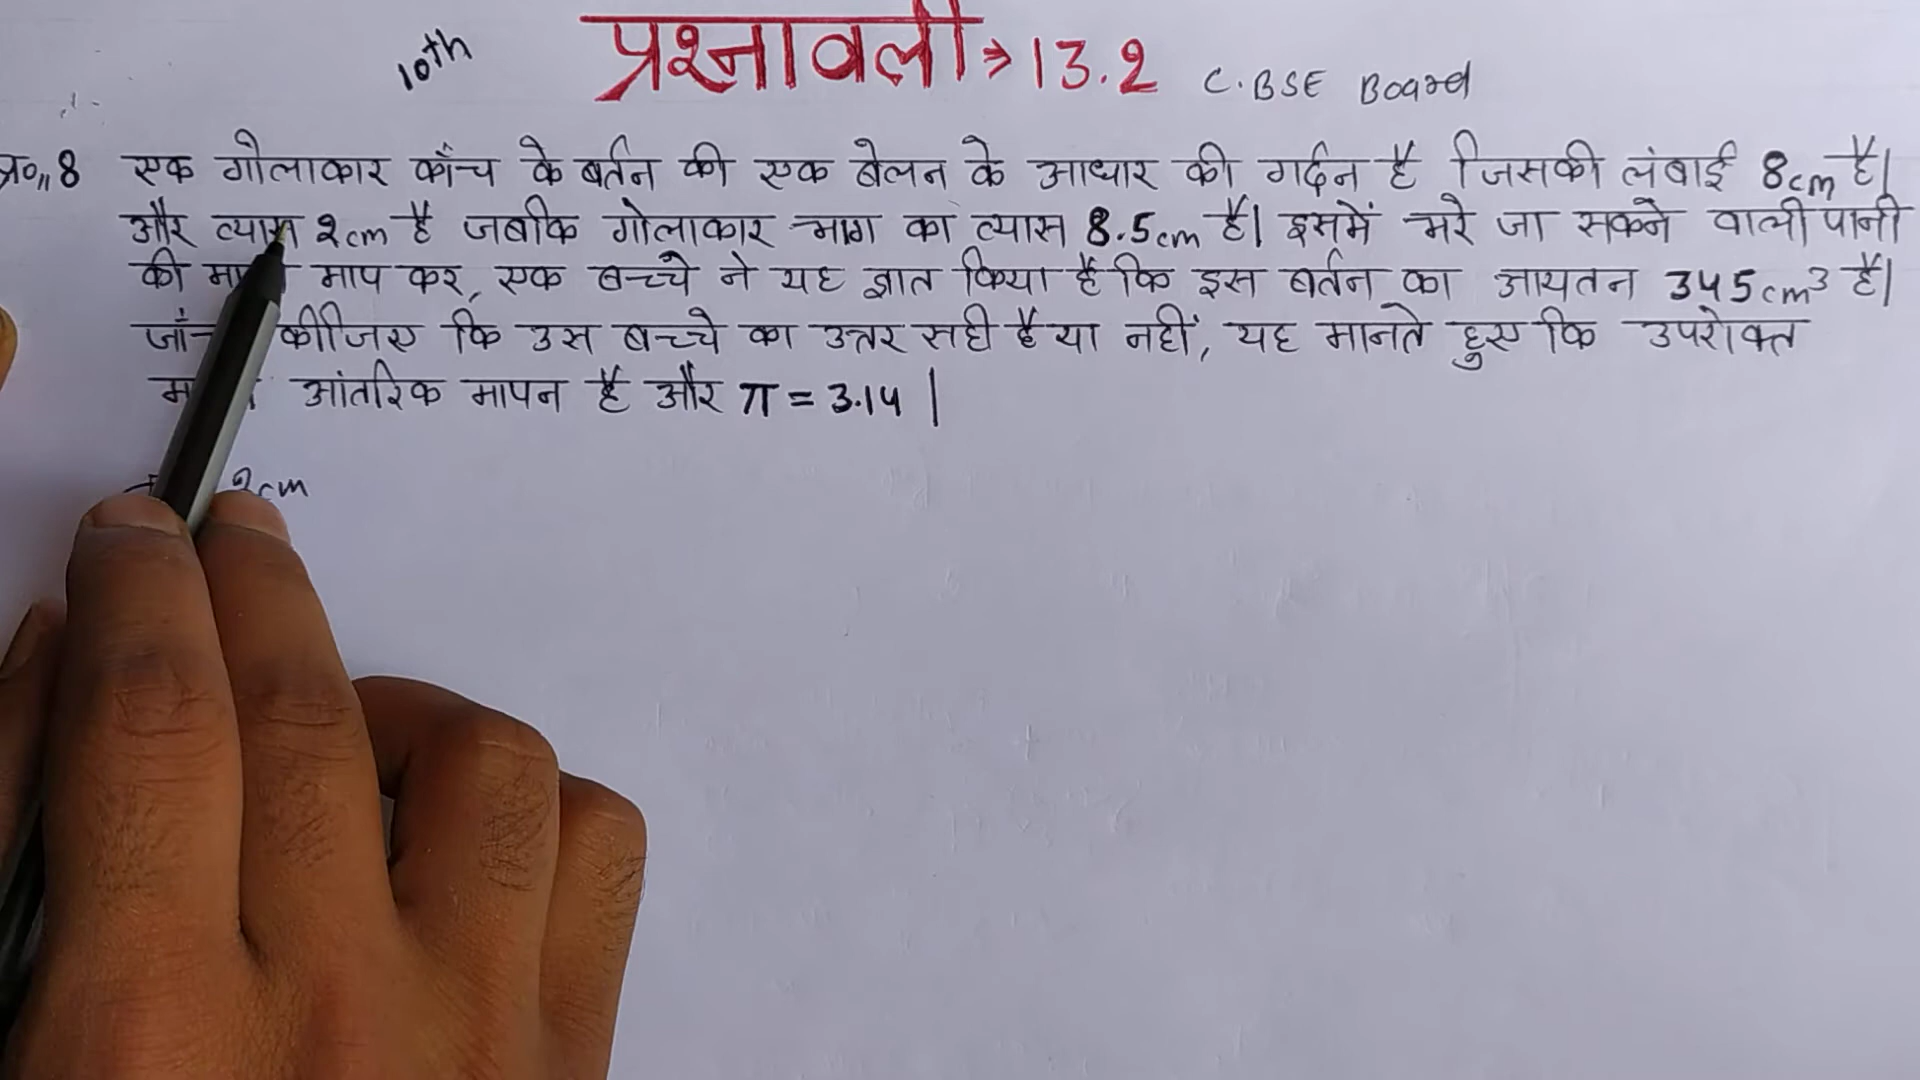 10th प्रश्नावली ⇒ 13.2 C.BSE Board
प्र०॥8 एक गोलाकार काँच के बर्तन की एक बेलन के आधार की गर्दन है जिसकी लंबाई 8cm है।
और व्यास 2cm है जबकि गोलाकार भाग का व्यास 8.5cm है। इसमें भरे जा सकने वाली पानी
की माप कर, एक बच्चे ने यह ज्ञात किया है कि इस बर्तन का आयतन 345cm³ है।
कीजिए कि उस बच्चे का उत्तर सही है या नहीं, यह मानते हुए कि उपरोक्त
आंतरिक मापन है और π = 3.14 |
2cm